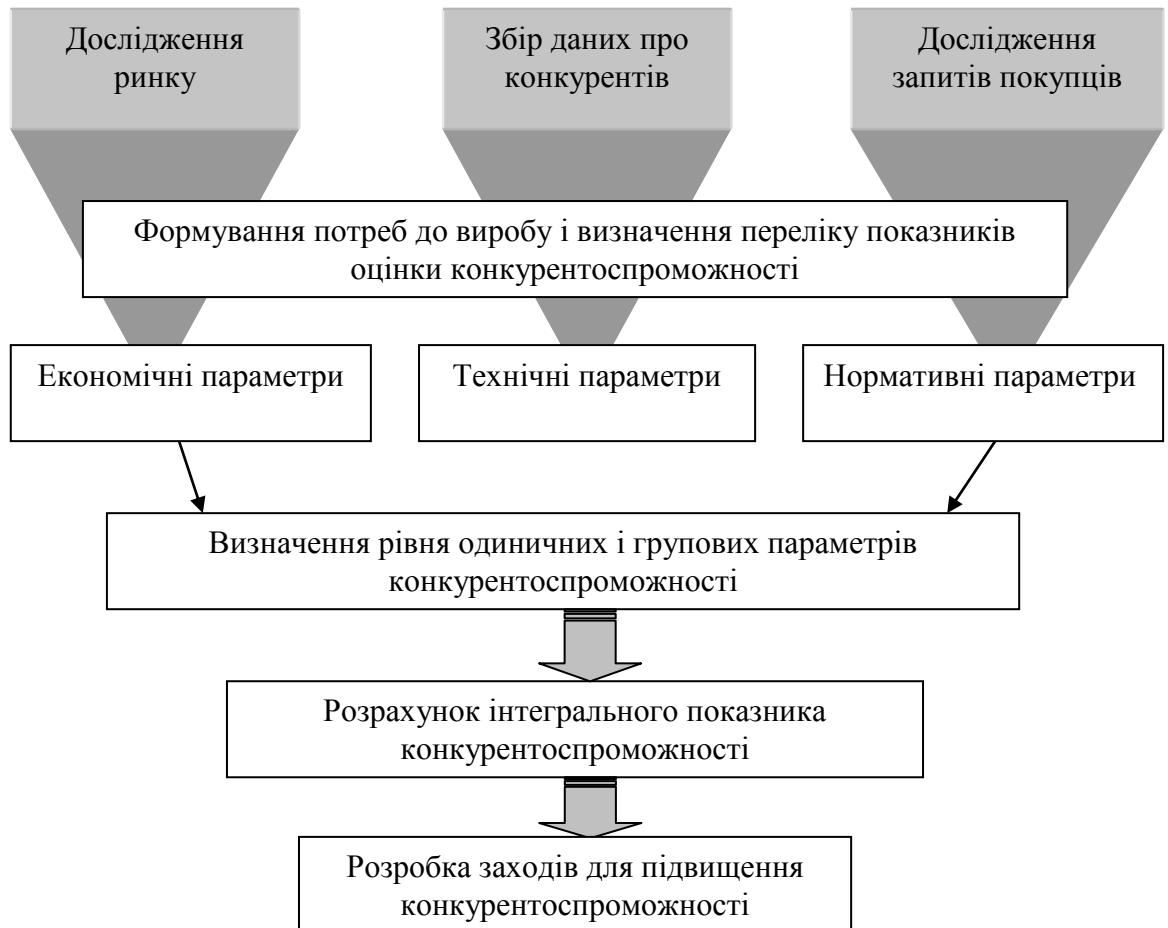 Дослідження
ринку
Збір даних про
конкурентів
Дослідження
запитів покупців
Формування потреб до виробу і визначення переліку показників
оцінки конкурентоспроможності
Економічні параметри
Технічні параметри
Нормативні параметри
Визначення рівня одиничних і групових параметрів
конкурентоспроможності
Розрахунок інтегрального показника
конкурентоспроможності
Розробка заходів для підвищення
конкурентоспроможності